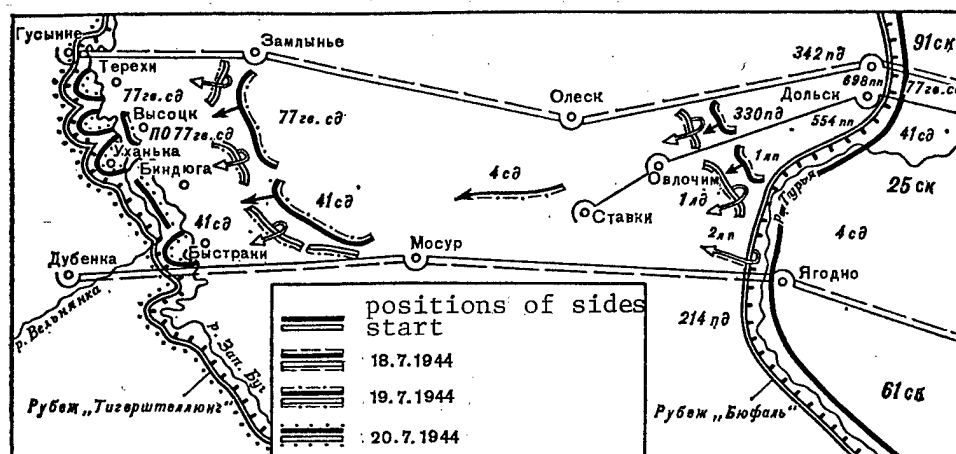 Гусынне
Замлынье
342 пд
91 ск
Терехи
698 пп
77 гв. сд
77 гв. сд
Олеск
Дольск
Высоцк
77 гв. сд
330 пд
554 пп
41 сд
ПО 77 гв. сд
Уханька
1 лп
Биндюга
4 сд
Овлочим
25 ск
41 сд
1 лд
р. Турья
Ставки
41 сд
2 лп
4 сд
Быстраки
Мосур
Дубенка
Ягодно
р. Вельнянка
positions of sides
start
214 пд
р. Зап. Буг
18.7.1944
61 ск
Рубеж „Тигерштеллюнг"
19.7.1944
Рубеж „Бюфаль"
20.7.1944